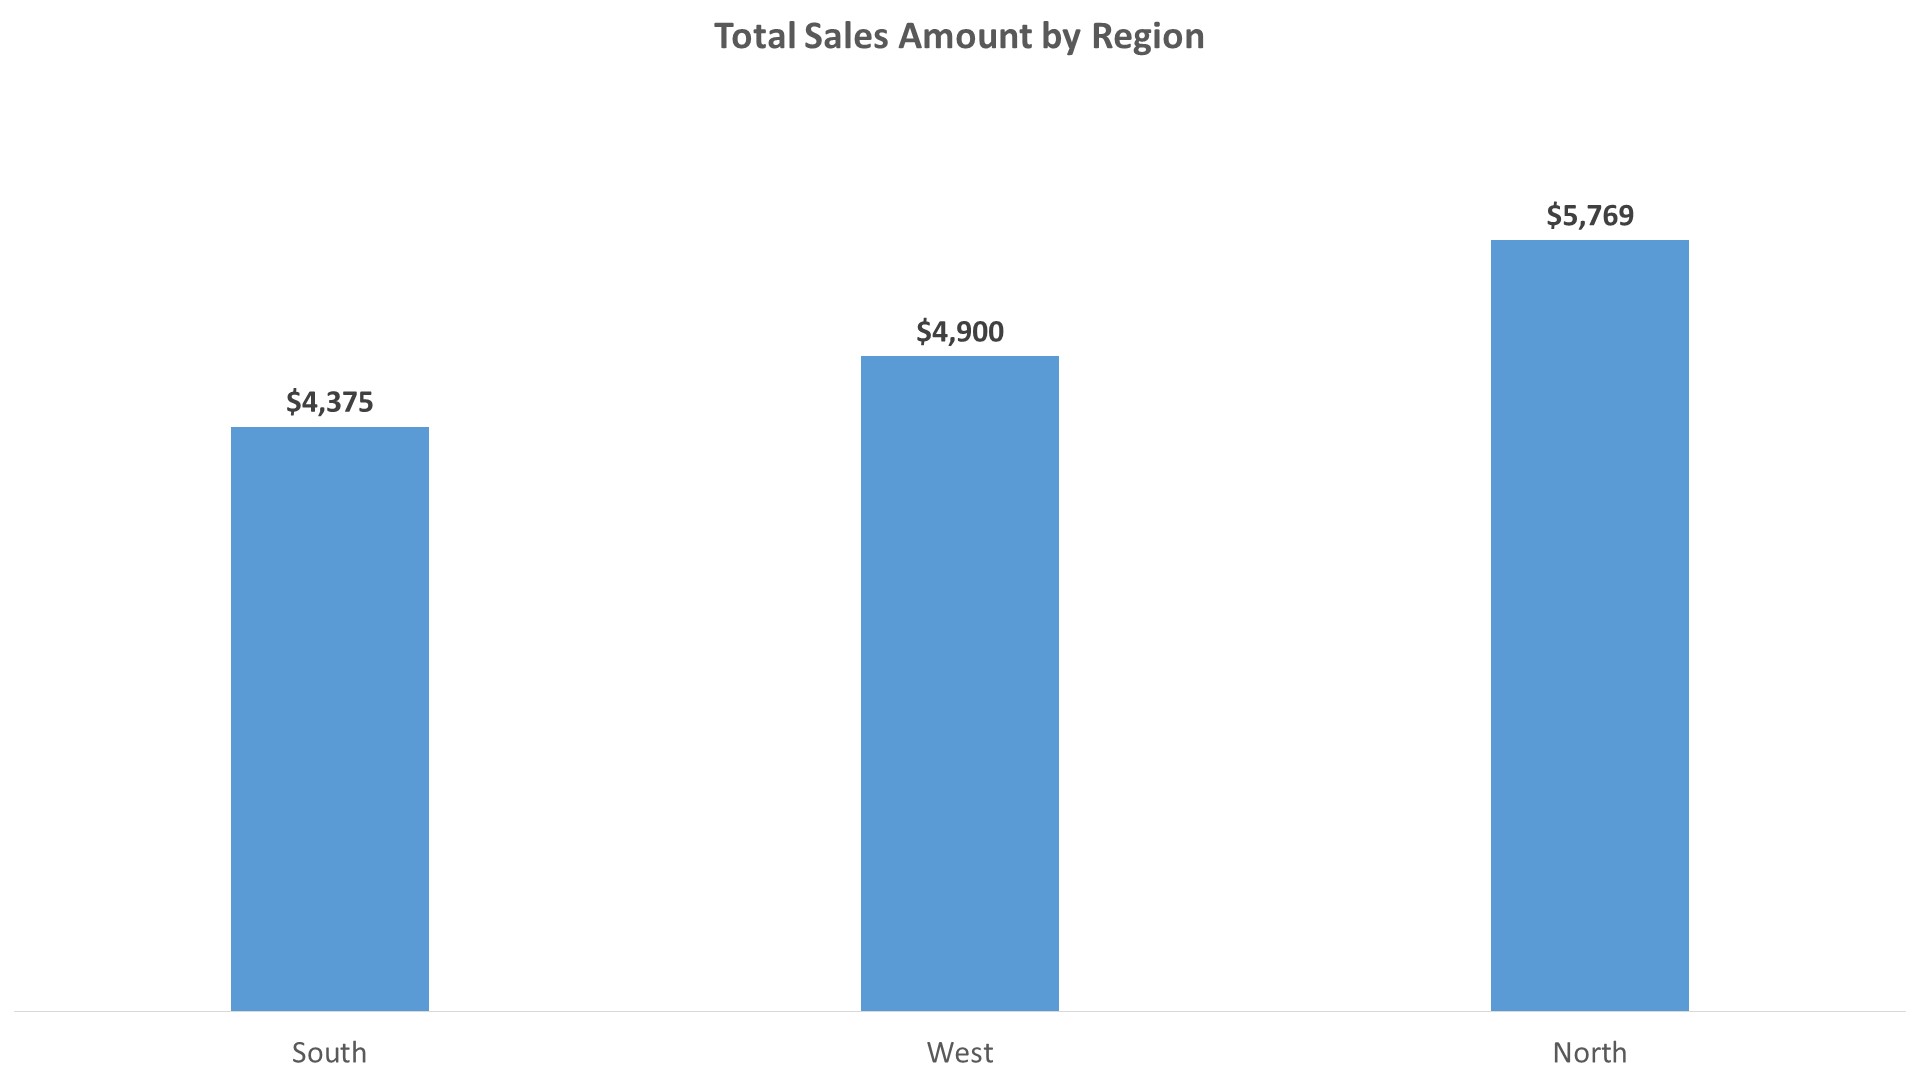 Total Sales Amount by Region
$5,769
$4,900
$4,375
South
West
North